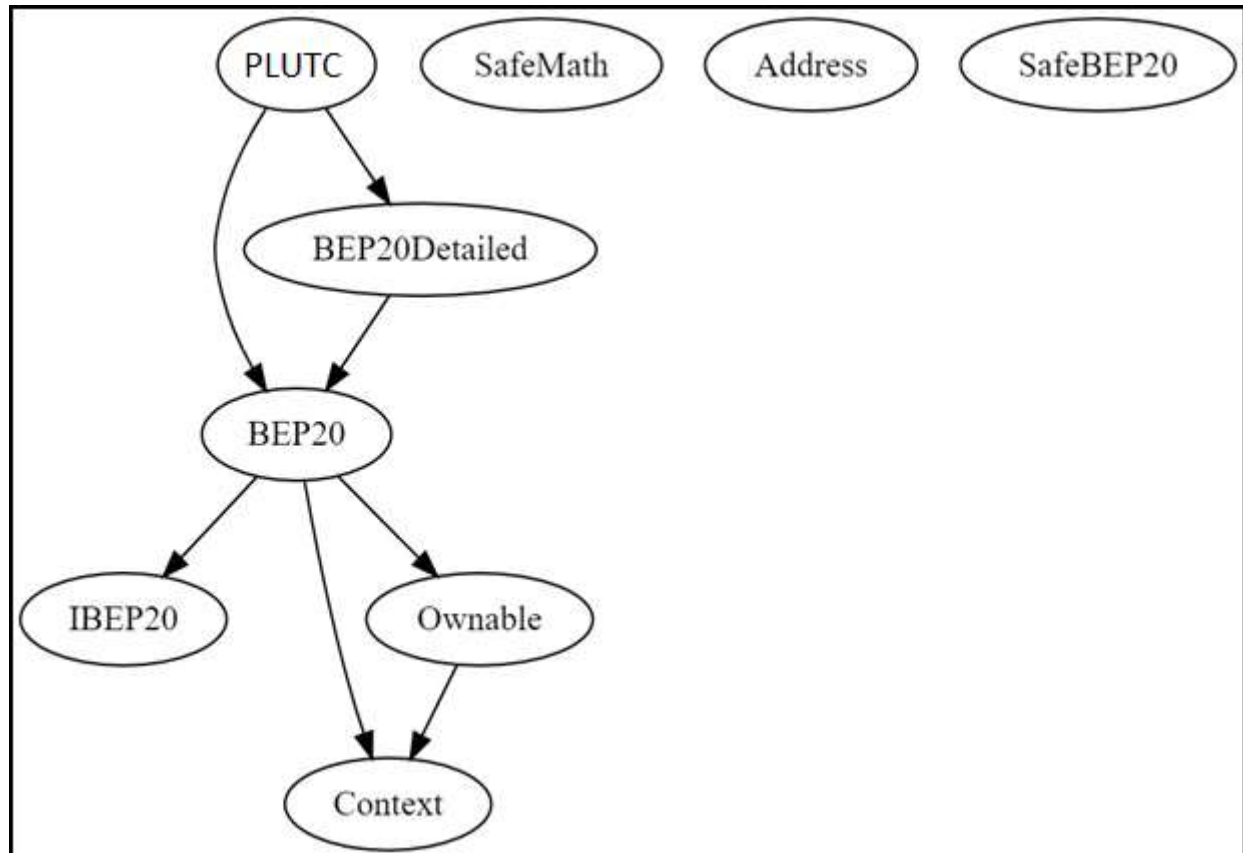 PLUTC
SafeMath
Address
SafeBEP20
BEP20Detailed
BEP20
IBEP20
Ownable
Context